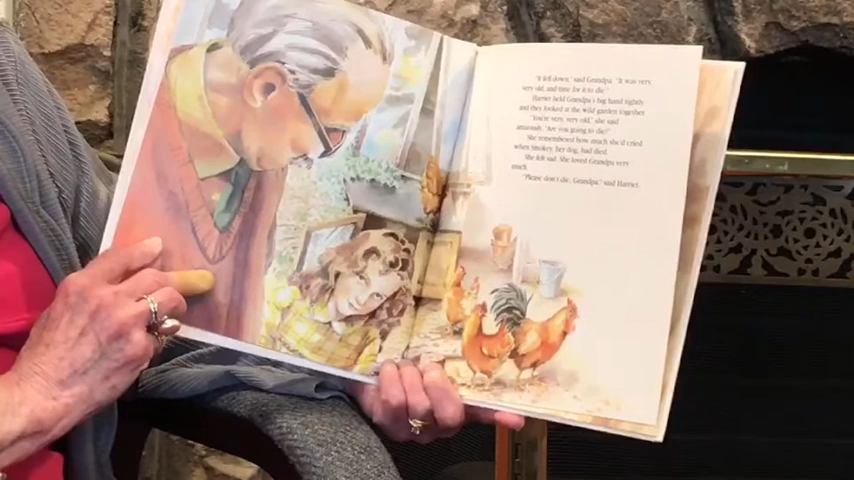 "It fell down," said Grandpa. "It was very
very old, and time for it to die."
Harriet held Grandpa's big hand tightly
and they looked at the wild garden together.
"You're very, very old," she said
"Are you going to die?"
She remembered how much she'd cried
when Smokey, her dog, had died.
She still cried. She loved Grandpa very
much.
"Please don't die, Grandpa," said Harriet.